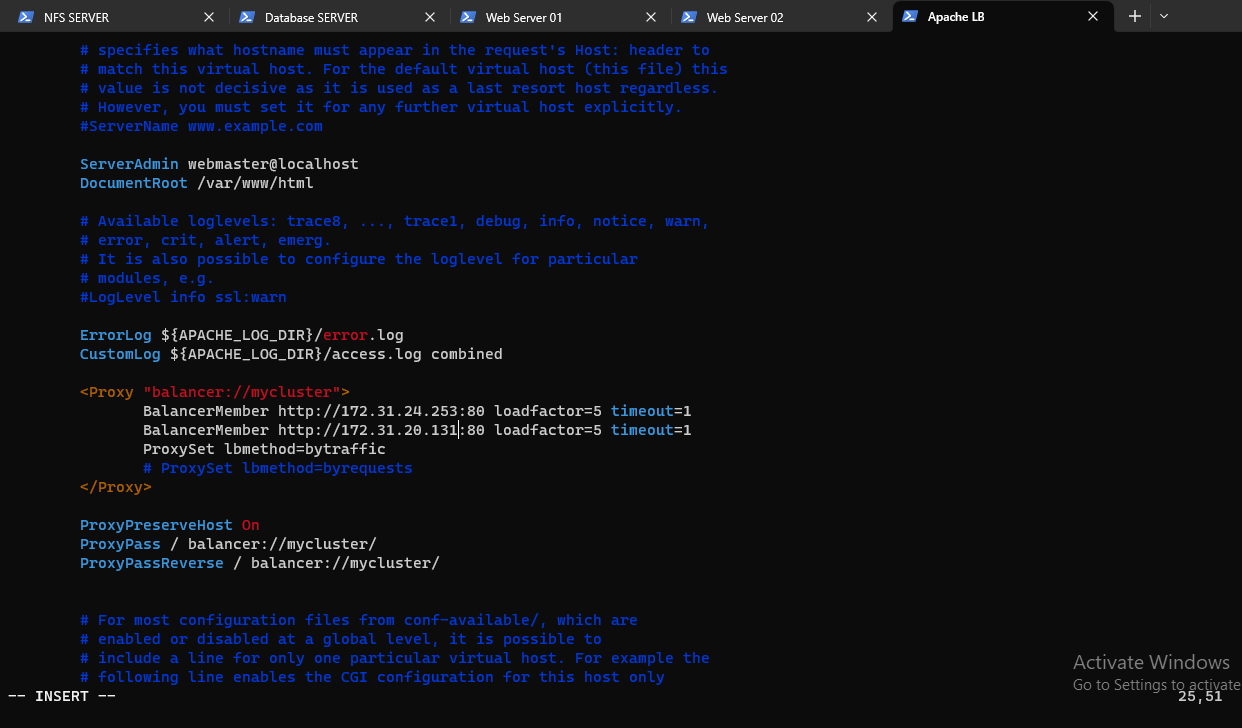 NFS SERVER
Database SERVER
Web Server 01
Web Server 02
Apache LB
# specifies what hostname must appear in the request's Host: header to
# match this virtual host. For the default virtual host (this file) this
# value is not decisive as it is used as a last resort host regardless.
# However, you must set it for any further virtual host explicitly.
#ServerName www.example.com
ServerAdmin webmaster@localhost
DocumentRoot /var/www/html
# Available loglevels: trace8, ..., trace1, debug, info, notice, warn,
# error, crit, alert, emerg.
# It is also possible to configure the loglevel for particular
# modules, e.g.
#LogLevel info ssl:warn
ErrorLog ${APACHE_LOG_DIR}/error.log
CustomLog ${APACHE_LOG_DIR}/access.log combined
<Proxy "balancer://mycluster">
BalancerMember http://172.31.24.253:80 loadfactor=5 timeout=1
BalancerMember http://172.31.20.131:80 loadfactor=5 timeout=1
ProxySet lbmethod=bytraffic
# ProxySet lbmethod=byrequests
</Proxy>
ProxyPreserveHost On
ProxyPass / balancer://mycluster/
ProxyPassReverse / balancer://mycluster/
# For most configuration files from conf-available/, which are
# enabled or disabled at a global level, it is possible to
# include a line for only one particular virtual host. For example the
# following line enables the CGI configuration for this host only
Activate Windows
Go to Settings to activate
-- INSERT --
25,51